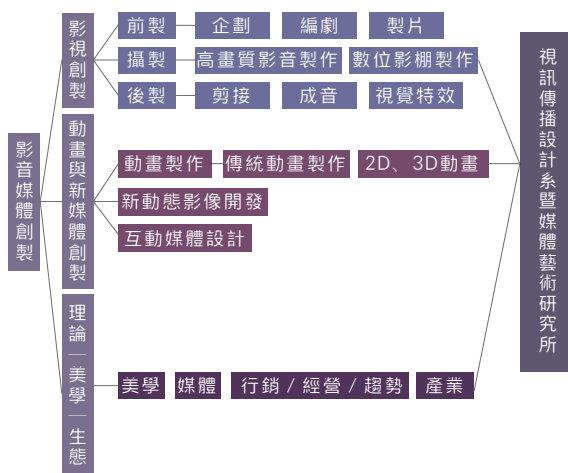 影音媒體創製
影視創製
前製
企劃
編劇
製片
攝製
高畫質影音製作
數位影棚製作
後製
剪接
成音
視覺特效
動畫與新媒體創製
動畫製作
傳統動畫製作
2D、3D動畫
新動態影像開發
互動媒體設計
理論｜美學｜生態
美學
媒體
行銷 / 經營 / 趨勢
產業
視訊傳播設計系暨媒體藝術研究所